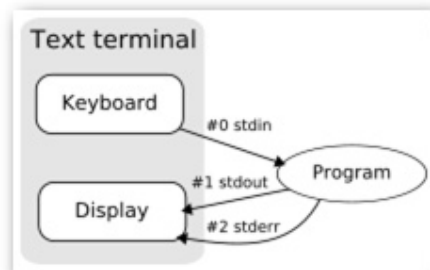 Text terminal
Keyboard
#0 stdin
Program
#1 stdout
Display
#2 stderr